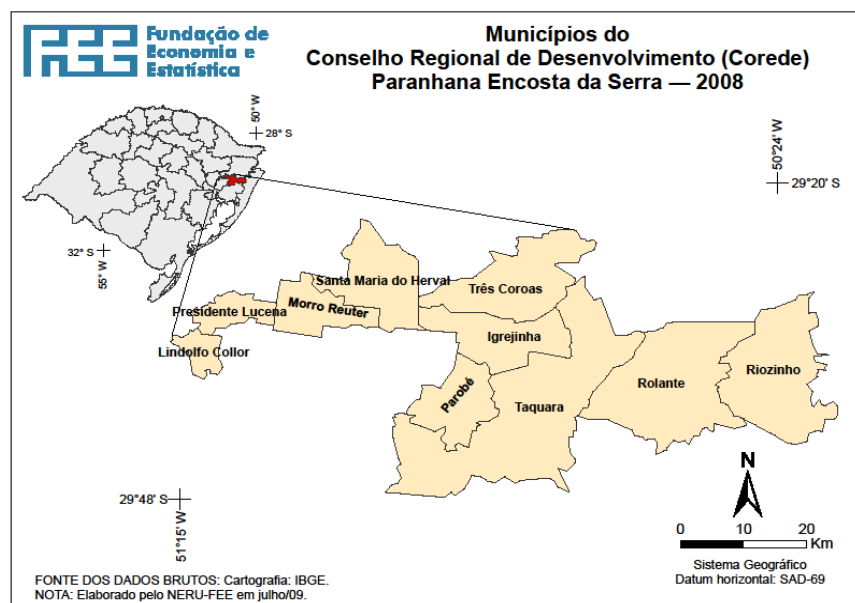 FEE
Fundação de
Economia e
Estatística
Municípios do
Conselho Regional de Desenvolvimento (Corede)
Paranhana Encosta da Serra — 2008
50° W
28° S
50°24' W
29°20' S
32° S
55° W
Santa Maria do Herval
Três Coroas
Presidente Lucena
Morro Reuter
Igrejinha
Lindolfo Collor
Parobé
Taquara
Rolante
Riozinho
N
29°48' S
51°15' W
0 10 20
Km
Sistema Geográfico
Datum horizontal: SAD-69
FONTE DOS DADOS BRUTOS: Cartografia: IBGE.
NOTA: Elaborado pelo NERU-FEE em julho/09.